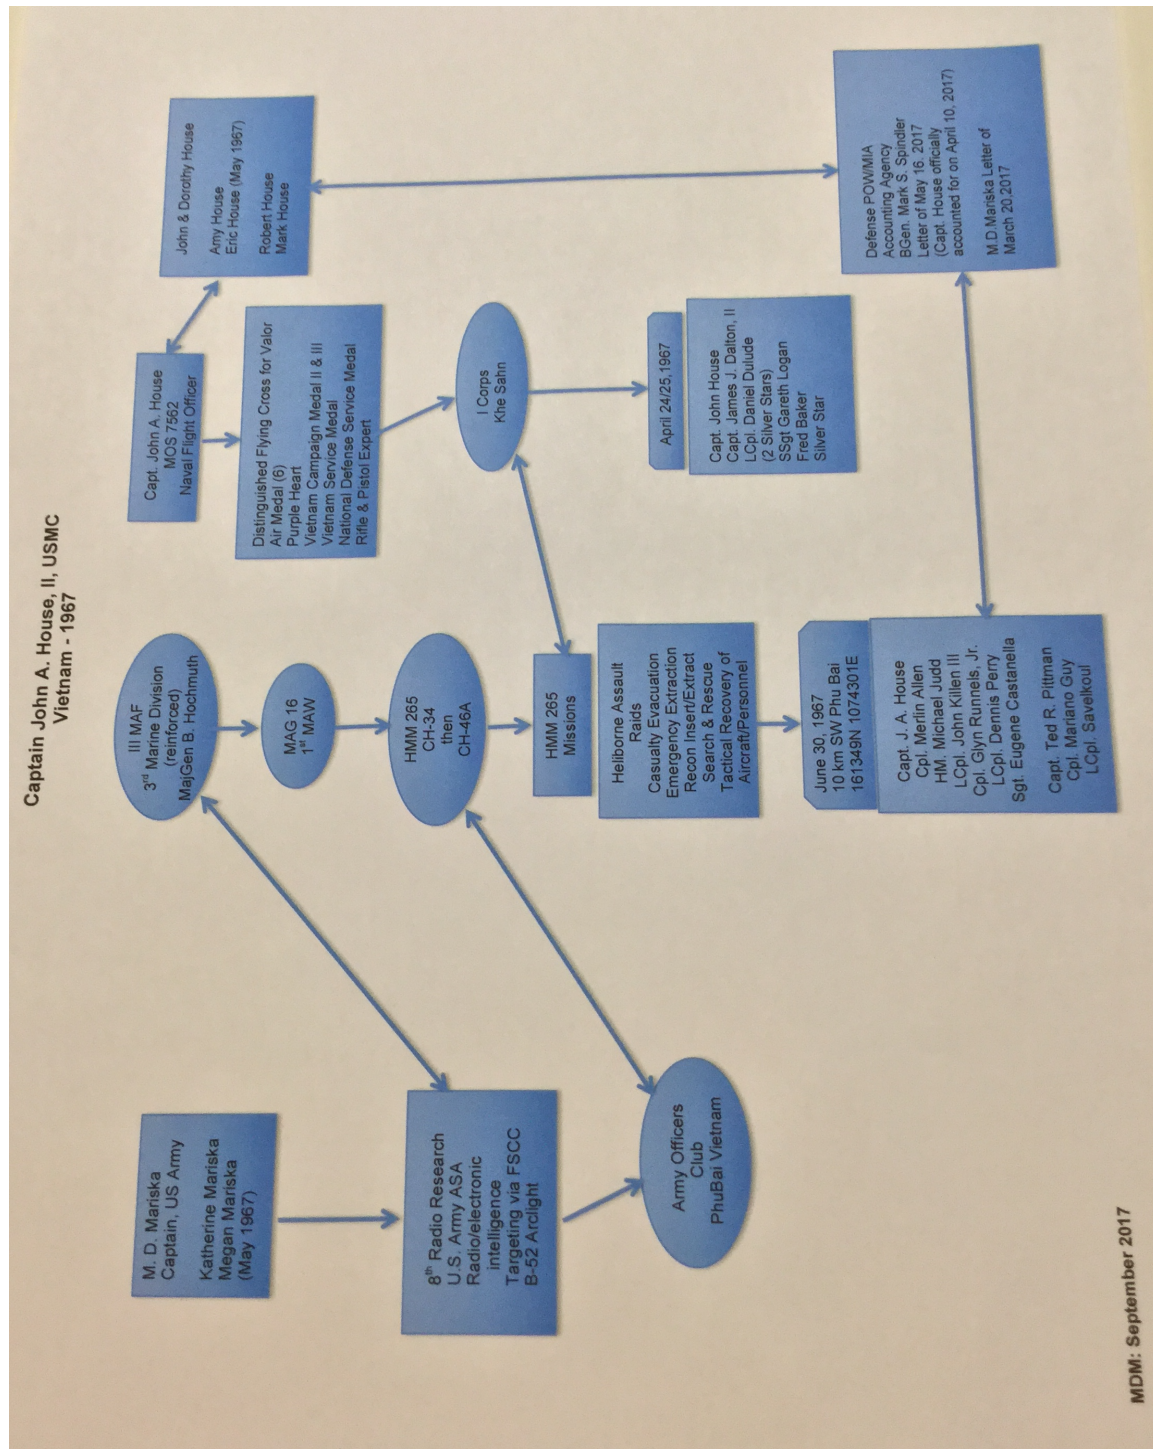 Captain John A. House, II, USMC
Vietnam - 1967
M. D. Mariska
Captain, US Army
Katherine Mariska
Megan Mariska
(May 1967)
8th Radio Research
U.S. Army ASA
Radio/electronic
intelligence
Targeting via FSCC
B-52 Arclight
Army Officers
Club
PhuBai Vietnam
III MAF
3rd Marine Division
(reinforced)
MajGen B. Hochmuth
MAG 16
1st MAW
HMM 265
CH-34
then
CH-46A
HMM 265
Missions
Heliborne Assault
Raids
Casualty Evacuation
Emergency Extraction
Recon Insert/Extract
Search & Rescue
Tactical Recovery of
Aircraft/Personnel
June 30, 1967
10 km SW Phu Bai
161349N 1074301E
Capt. J. A. House
Cpl. Merlin Allen
HM. Michael Judd
LCpl. John Killen III
Cpl. Glyn Runnels, Jr.
LCpl. Dennis Perry
Sgt. Eugene Castanella
Capt. Ted R. Pittman
Cpl. Mariano Guy
LCpl. Savelkoul
Capt. John A. House
MOS 7562
Naval Flight Officer
Distinguished Flying Cross for Valor
Air Medal (6)
Purple Heart
Vietnam Campaign Medal II & III
Vietnam Service Medal
National Defense Service Medal
Rifle & Pistol Expert
I Corps
Khe Sahn
April 24/25,1967
Capt. John House
Capt. James J. Dalton, II
LCpl. Daniel Dulude
(2 Silver Stars)
SSgt Gareth Logan
Fred Baker
Silver Star
John & Dorothy House
Amy House
Eric House (May 1967)
Robert House
Mark House
Defense POW/MIA
Accounting Agency
BGen. Mark S. Spindler
Letter of May 16. 2017
(Capt. House officially
accounted for on April 10, 2017)
M.D.Mariska Letter of
March 20.2017
MDM: September 2017